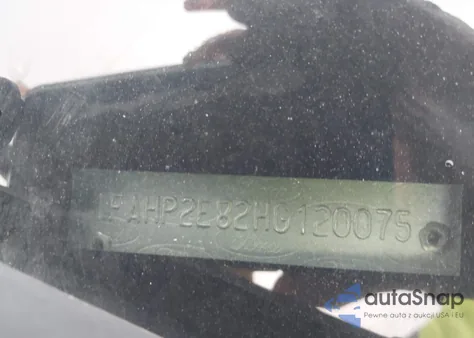 1FAHP2E82HG120075
autoSnap
Pewne auta z aukcji USA i EU